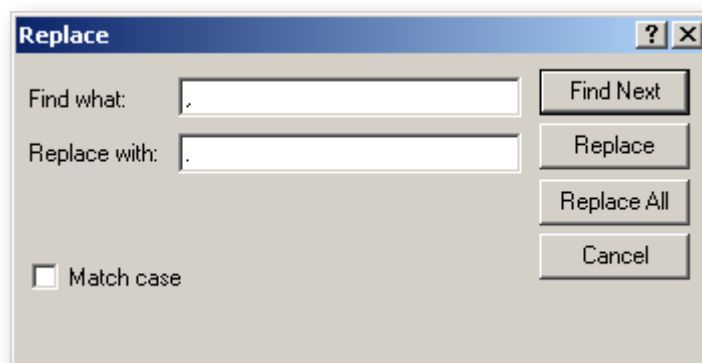 Replace
Find what: ,
Find Next
Replace with: .
Replace
Replace All
Cancel
Match case